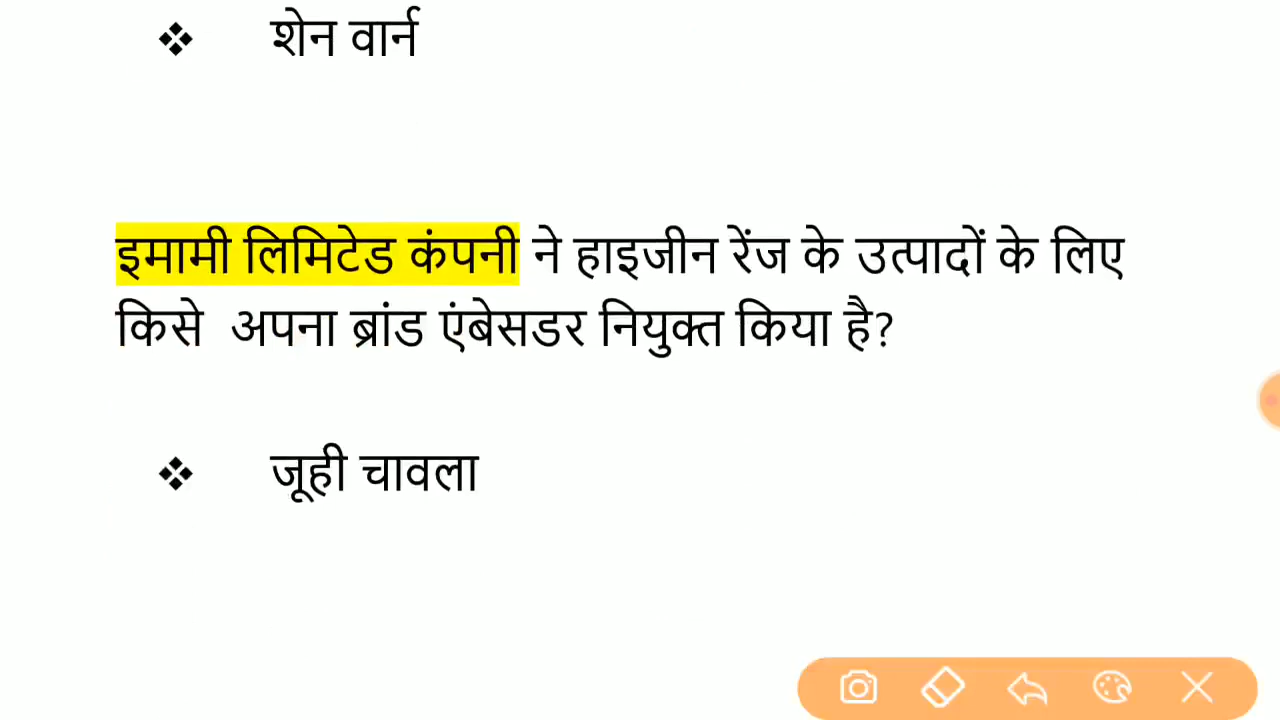 ❖ शेन वार्न
इमामी लिमिटेड कंपनी ने हाइजीन रेंज के उत्पादों के लिए
किसे अपना ब्रांड एंबेसडर नियुक्त किया है?
❖ जूही चावला